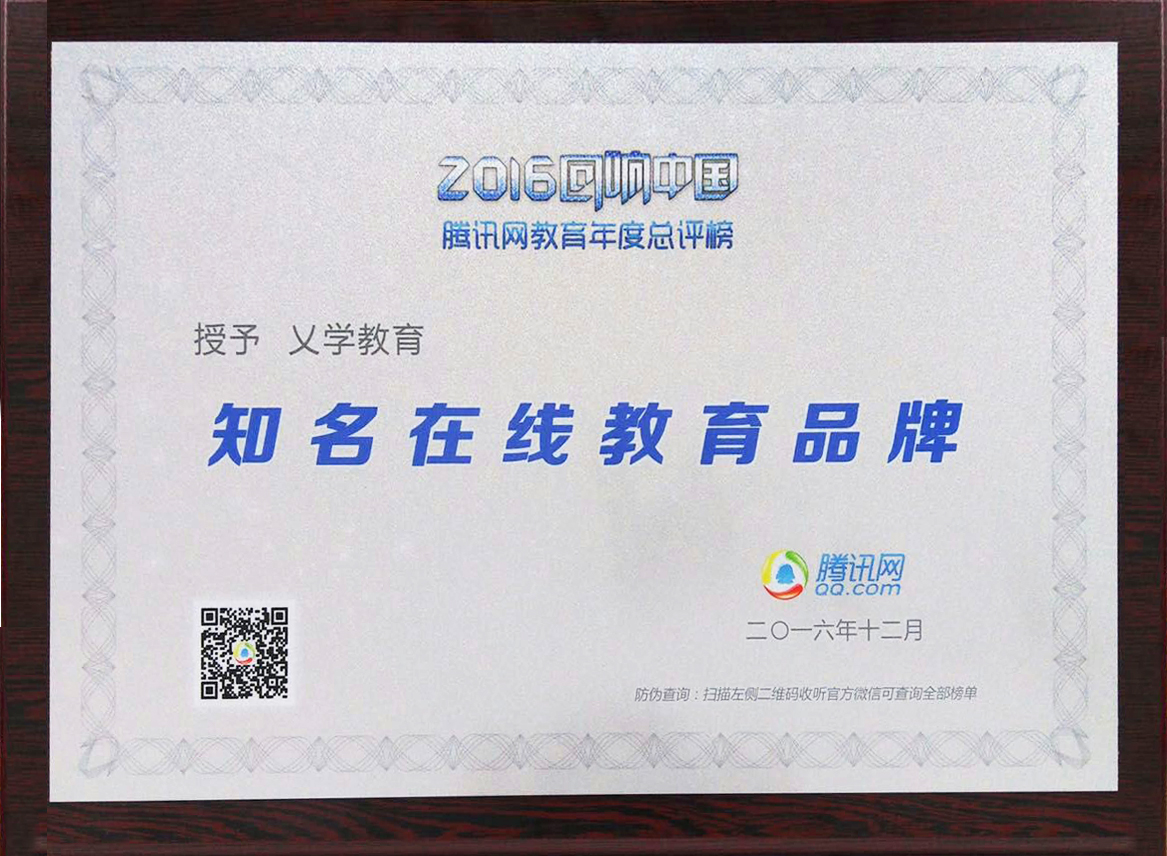 2016回响中国
腾讯网教育年度总评榜
授予 乂学教育
知名在线教育品牌
腾讯网
qq.com
二〇一六年十二月
防伪查询：扫描左侧二维码收听官方微信可查询全部榜单